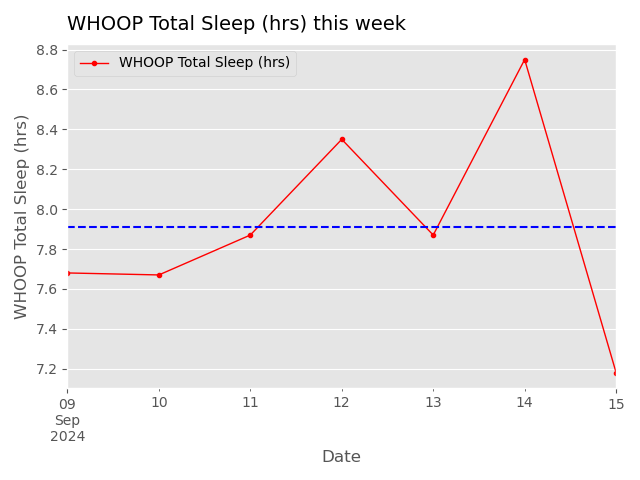 WHOOP Total Sleep (hrs) this week
WHOOP Total Sleep (hrs)
WHOOP Total Sleep (hrs)
8.8
8.6
8.4
8.2
8.0
7.8
7.6
7.4
7.2
09 10 11 12 13 14 15
Sep
2024
Date